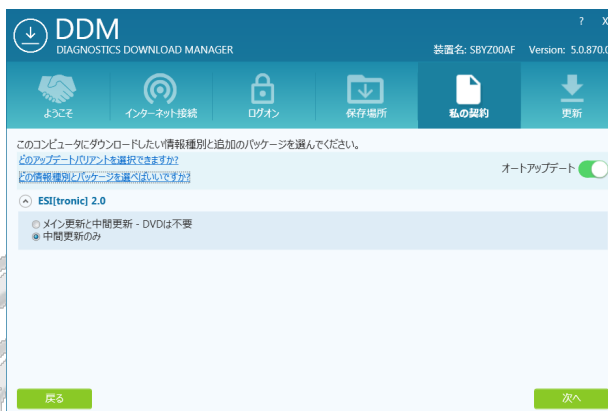 DDM
DIAGNOSTICS DOWNLOAD MANAGER
? X
装置名: SBYZ00AF Version: 5.0.870.0
ようこそ
インターネット接続
ログオン
保存場所
私の契約
更新
このコンピュータにダウンロードしたい情報種別と追加のパッケージを選んでください。
どのアップデートバリアントを選択できますか?
どの情報種別とパッケージを選べばいいですか?
オートアップデート
ESI[tronic] 2.0
メイン更新と中間更新 - DVDは不要
中間更新のみ
戻る
次へ